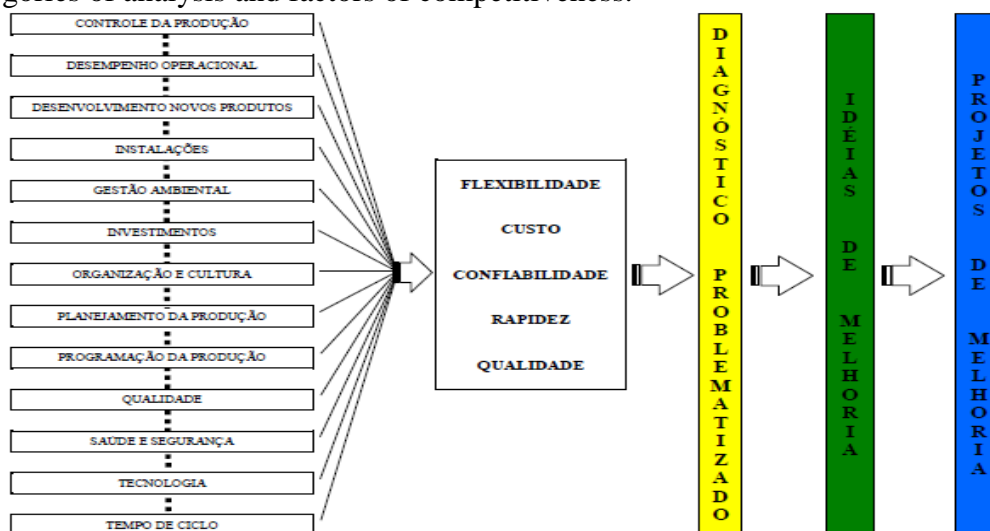 gories of analysis and factors of competitiveness.
CONTROLE DA PRODUÇÃO
DESEMPENHO OPERACIONAL
DESENVOLVIMENTO NOVOS PRODUTOS
INSTALAÇÕES
GESTÃO AMBIENTAL
INVESTIMENTOS
ORGANIZAÇÃO E CULTURA
PLANEJAMENTO DA PRODUÇÃO
PROGRAMAÇÃO DA PRODUÇÃO
QUALIDADE
SAÚDE E SEGURANÇA
TECNOLOGIA
TEMPO DE CICLO
FLEXIBILIDADE
CUSTO
CONFIABILIDADE
RAPIDEZ
QUALIDADE
DIAGNÓSTICO PROBLEMATIZADO
IDÉIAS DE MELHORIA
PROJETOS DE MELHORIA